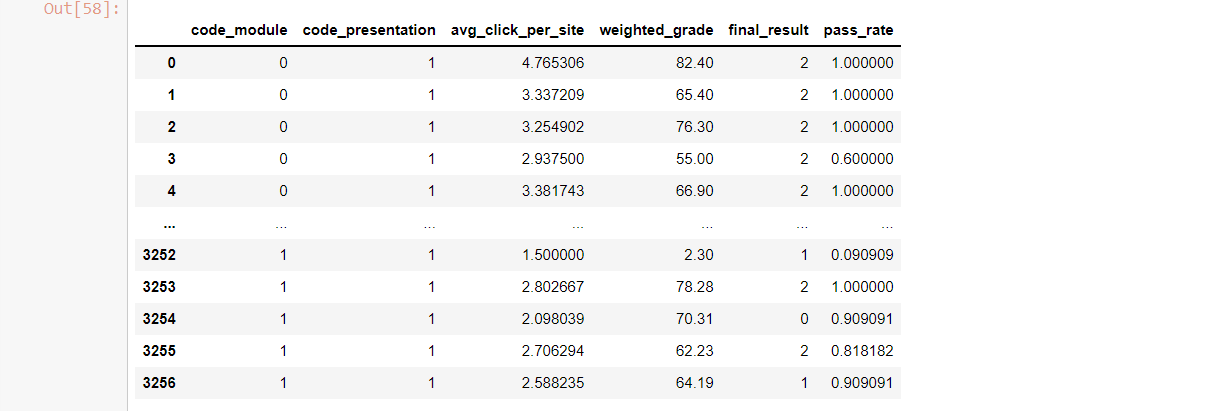 Out[58]:
code_module code_presentation avg_click_per_site weighted_grade final_result pass_rate
0 0 1 4.765306 82.40 2 1.000000
1 0 1 3.337209 65.40 2 1.000000
2 0 1 3.254902 76.30 2 1.000000
3 0 1 2.937500 55.00 2 0.600000
4 0 1 3.381743 66.90 2 1.000000
... ... ... ... ... ... ...
3252 1 1 1.500000 2.30 1 0.090909
3253 1 1 2.802667 78.28 2 1.000000
3254 1 1 2.098039 70.31 0 0.909091
3255 1 1 2.706294 62.23 2 0.818182
3256 1 1 2.588235 64.19 1 0.909091